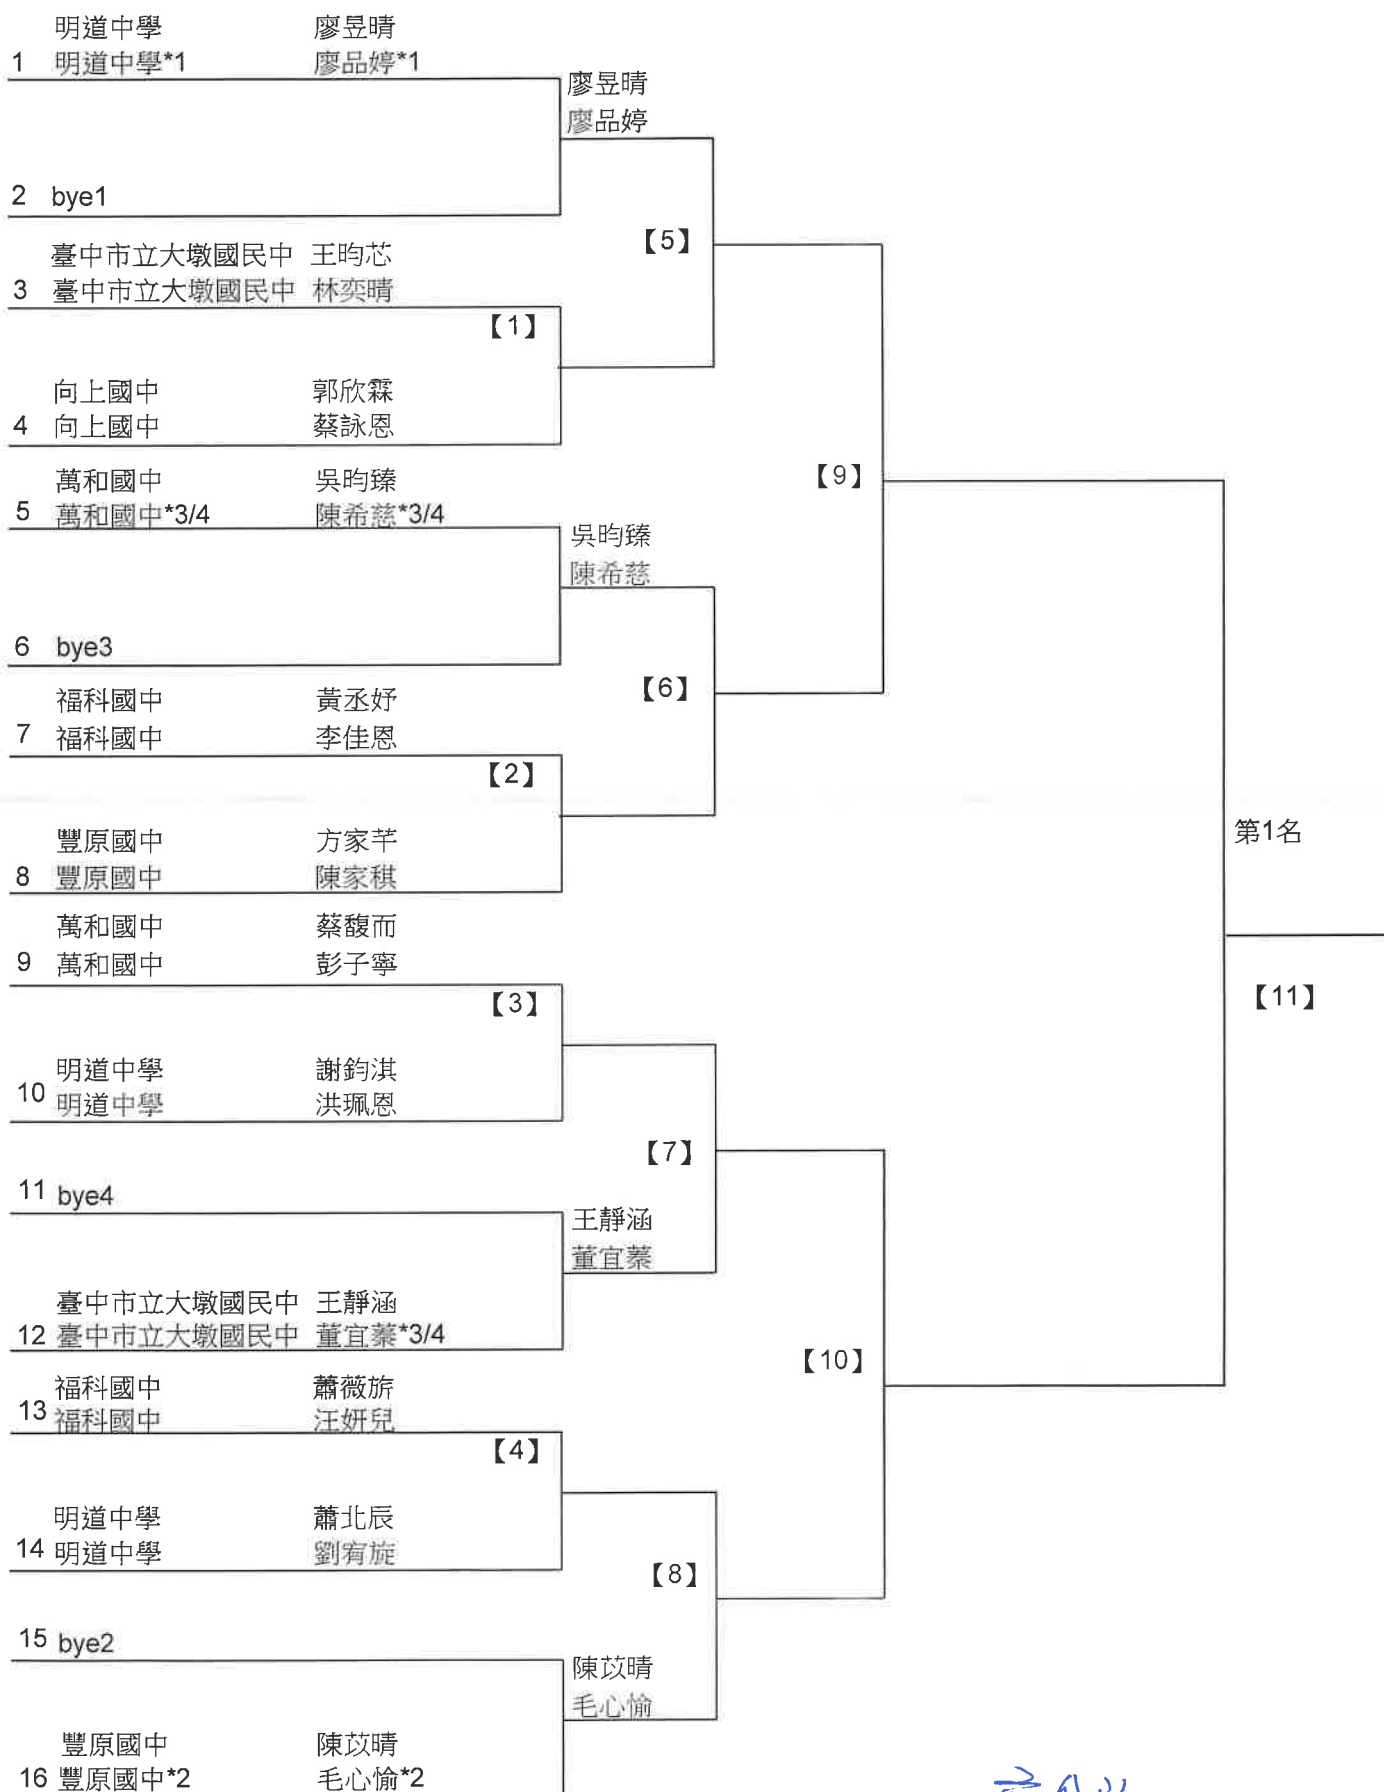 明道中學 廖昱晴
1 明道中學*1 廖品婷*1
廖昱晴
廖品婷
2 bye1
【5】
臺中市立大墩國民中 王昀芯
3 臺中市立大墩國民中 林奕晴
【1】
向上國中 郭欣霖
4 向上國中 蔡詠恩
【9】
萬和國中 吳昀臻
5 萬和國中*3/4 陳希慈*3/4
吳昀臻
陳希慈
6 bye3
【6】
福科國中 黃丞妤
7 福科國中 李佳恩
【2】
第1名
豐原國中 方家芊
8 豐原國中 陳家稘
萬和國中 蔡馥而
9 萬和國中 彭子寧
【3】
【11】
明道中學 謝鈞淇
10 明道中學 洪珮恩
【7】
11 bye4
王靜涵
董宜蓁
臺中市立大墩國民中 王靜涵
12 臺中市立大墩國民中 董宜蓁*3/4
【10】
福科國中 蕭薇旂
13 福科國中 汪妍兒
【4】
明道中學 蕭北辰
14 明道中學 劉宥旋
【8】
15 bye2
陳苡晴
毛心愉
豐原國中 陳苡晴
16 豐原國中*2 毛心愉*2